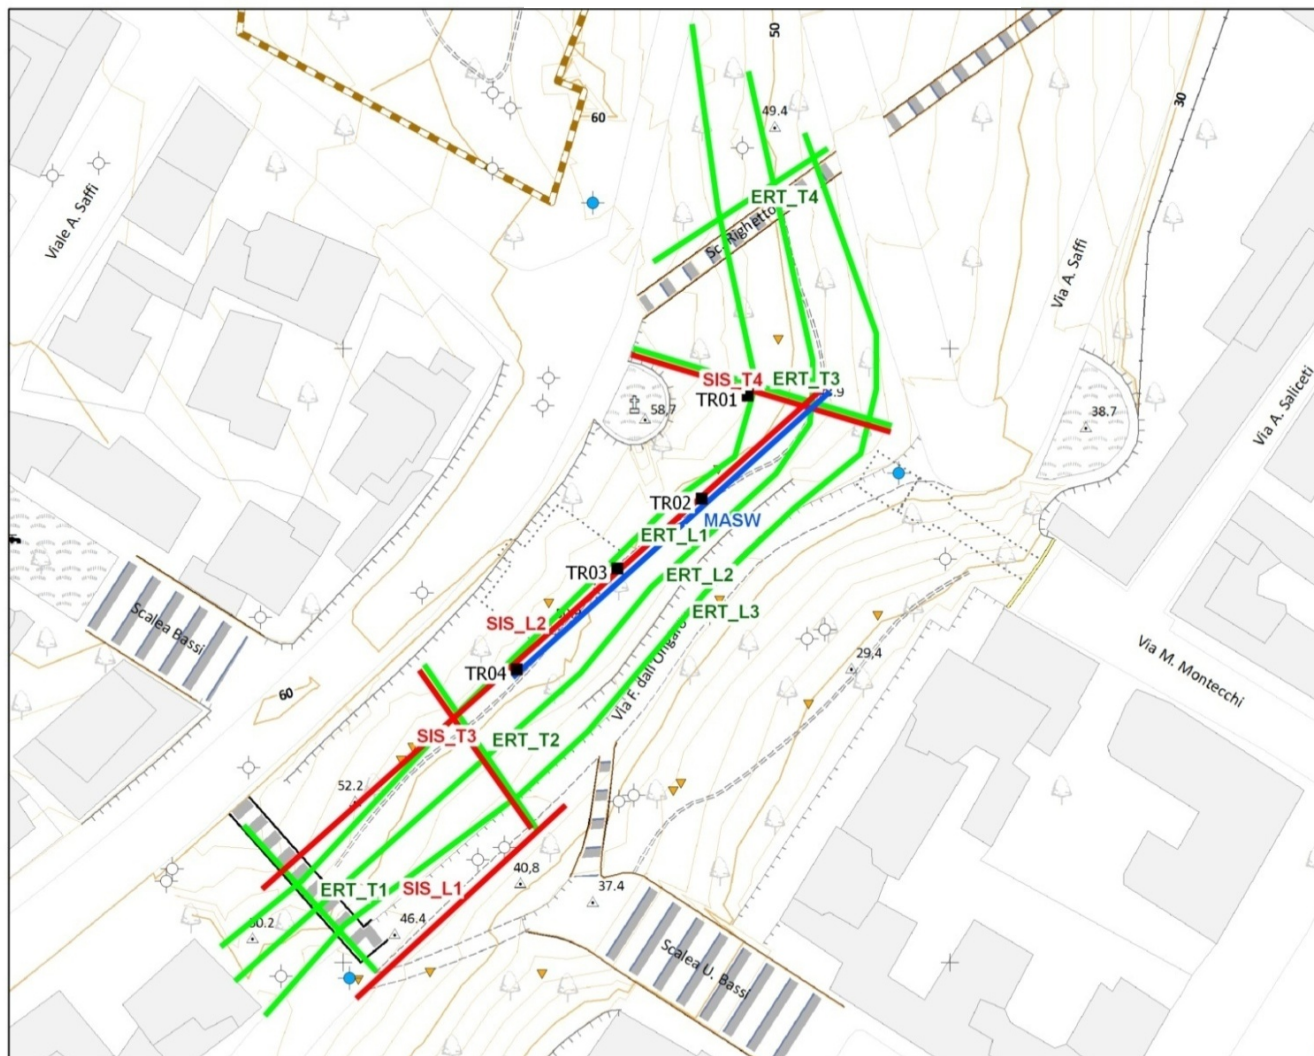 50
49.4
30
60
Viale A. Saffi
ERT_T4
Sc. Righetto
Via A. Saffi
SIS_T4
ERT_T3
TR01
58.7
38.7
Via A. Saliceti
TR02
MASW
ERT_L1
TR03
ERT_L2
ERT_L3
Scalea Bassi
SIS_L2
TR04
Via F. dall Ongaro
29,4
Via M. Montecchi
60
SIS_T3
ERT_T2
52.2
40,8
ERT_T1
SIS_L1
37.4
46.4
Scalea U. Bassi